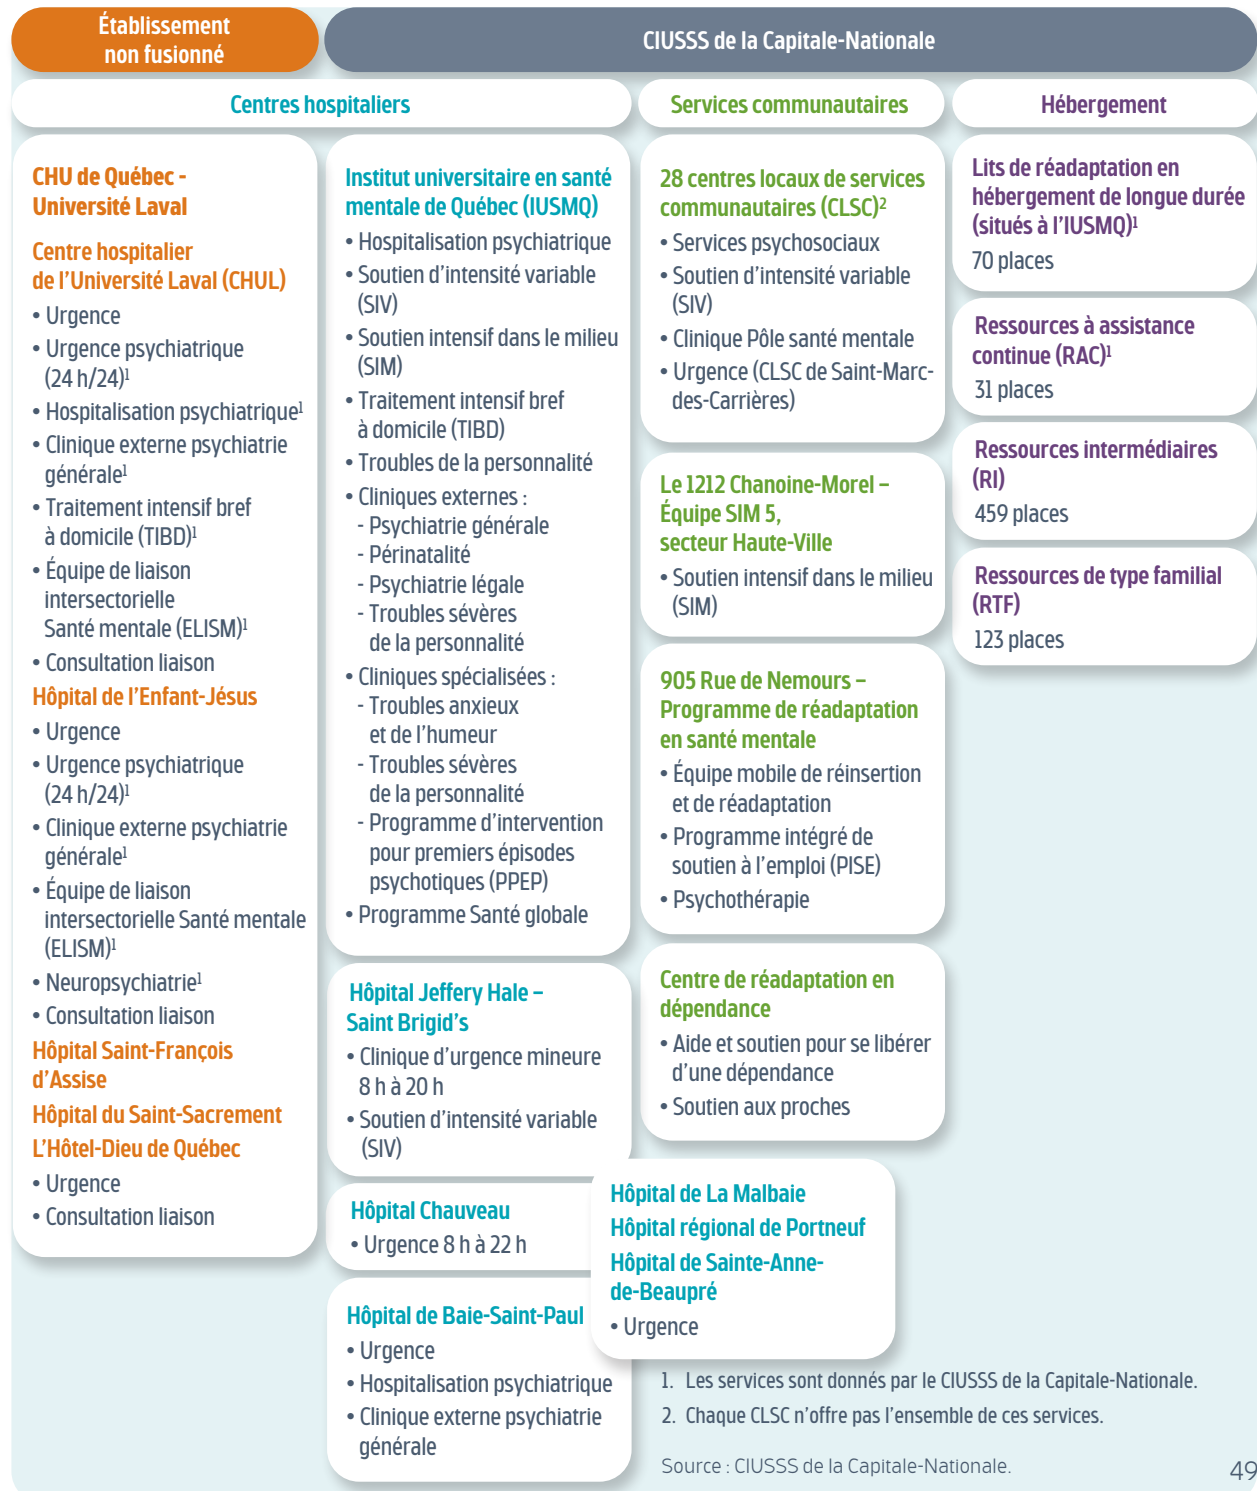 Établissement
non fusionné
CIUSSS de la Capitale-Nationale
Centres hospitaliers
Services communautaires
Hébergement
CHU de Québec -
Université Laval
Centre hospitalier
de l'Université Laval (CHUL)
• Urgence
• Urgence psychiatrique
(24 h/24)¹
• Hospitalisation psychiatrique¹
• Clinique externe psychiatrie
générale¹
• Traitement intensif bref
à domicile (TIBD)¹
• Équipe de liaison
intersectorielle
Santé mentale (ELISM)¹
• Consultation liaison
Hôpital de l'Enfant-Jésus
• Urgence
• Urgence psychiatrique
(24 h/24)¹
• Clinique externe psychiatrie
générale¹
• Équipe de liaison
intersectorielle Santé mentale
(ELISM)¹
• Neuropsychiatrie¹
• Consultation liaison
Hôpital Saint-François
d'Assise
Hôpital du Saint-Sacrement
L'Hôtel-Dieu de Québec
• Urgence
• Consultation liaison
Institut universitaire en santé
mentale de Québec (IUSMQ)
• Hospitalisation psychiatrique
• Soutien d'intensité variable
(SIV)
• Soutien intensif dans le milieu
(SIM)
• Traitement intensif bref
à domicile (TIBD)
• Troubles de la personnalité
• Cliniques externes :
- Psychiatrie générale
- Périnatalité
- Psychiatrie légale
- Troubles sévères
de la personnalité
• Cliniques spécialisées :
- Troubles anxieux
et de l'humeur
- Troubles sévères
de la personnalité
- Programme d'intervention
pour premiers épisodes
psychotiques (PPEP)
• Programme Santé globale
Hôpital Jeffery Hale –
Saint Brigid's
• Clinique d'urgence mineure
8 h à 20 h
• Soutien d'intensité variable
(SIV)
Hôpital Chauveau
• Urgence 8 h à 22 h
Hôpital de Baie-Saint-Paul
• Urgence
• Hospitalisation psychiatrique
• Clinique externe psychiatrie
générale
28 centres locaux de services
communautaires (CLSC)²
• Services psychosociaux
• Soutien d'intensité variable
(SIV)
• Clinique Pôle santé mentale
• Urgence (CLSC de Saint-Marc-
des-Carrières)
Le 1212 Chanoine-Morel –
Équipe SIM 5,
secteur Haute-Ville
• Soutien intensif dans le milieu
(SIM)
905 Rue de Nemours –
Programme de réadaptation
en santé mentale
• Équipe mobile de réinsertion
et de réadaptation
• Programme intégré de
soutien à l'emploi (PISE)
• Psychothérapie
Centre de réadaptation en
dépendance
• Aide et soutien pour se libérer
d'une dépendance
• Soutien aux proches
Hôpital de La Malbaie
Hôpital régional de Portneuf
Hôpital de Sainte-Anne-
de-Beaupré
• Urgence
Lits de réadaptation en
hébergement de longue durée
(situés à l'IUSMQ)¹
70 places
Ressources à assistance
continue (RAC)¹
31 places
Ressources intermédiaires
(RI)
459 places
Ressources de type familial
(RTF)
123 places
1. Les services sont donnés par le CIUSSS de la Capitale-Nationale.
2. Chaque CLSC n'offre pas l'ensemble de ces services.
Source : CIUSSS de la Capitale-Nationale.
49